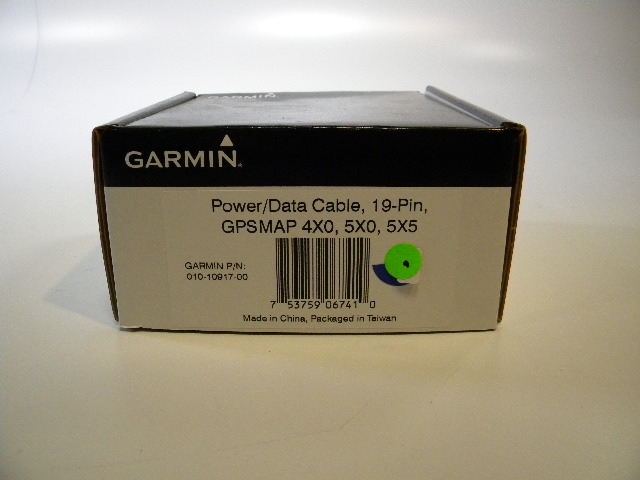 GARMIN
GARMIN®
Power/Data Cable, 19-Pin,
GPSMAP 4X0, 5X0, 5X5
GARMIN P/N:
010-10917-00
7 53759 06741 0
Made in China, Packaged in Taiwan